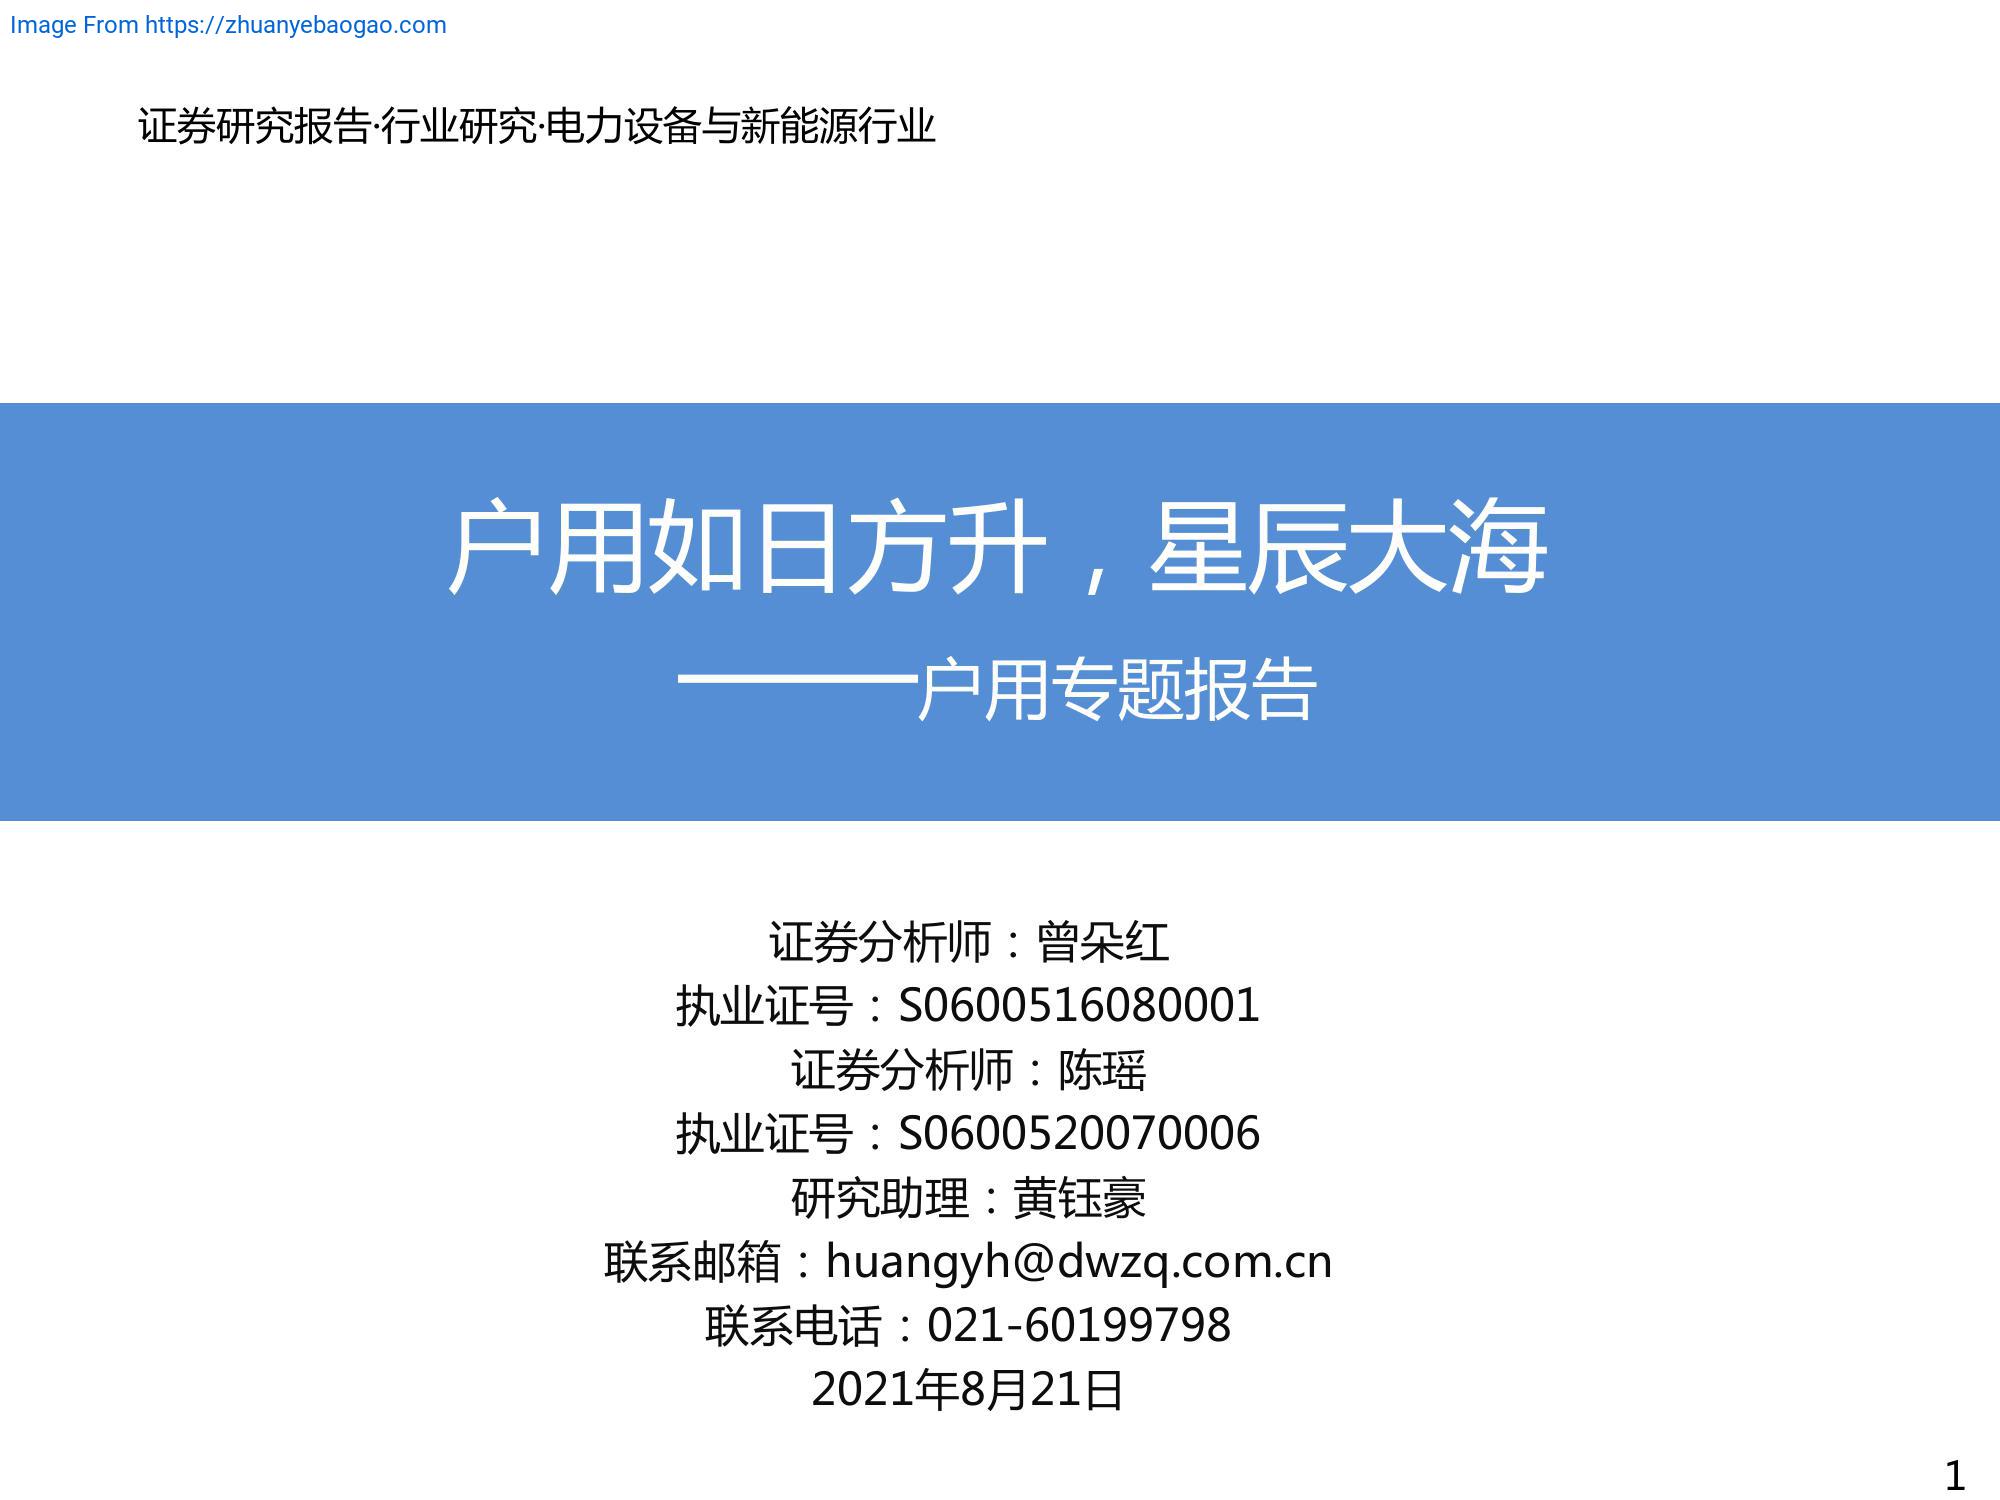 Image From https://zhuanyebaogao.com
证券研究报告·行业研究·电力设备与新能源行业
户用如日方升，星辰大海
———户用专题报告
证券分析师：曾朵红
执业证号：S0600516080001
证券分析师：陈瑶
执业证号：S0600520070006
研究助理：黄钰豪
联系邮箱：huangyh@dwzq.com.cn
联系电话：021-60199798
2021年8月21日
1